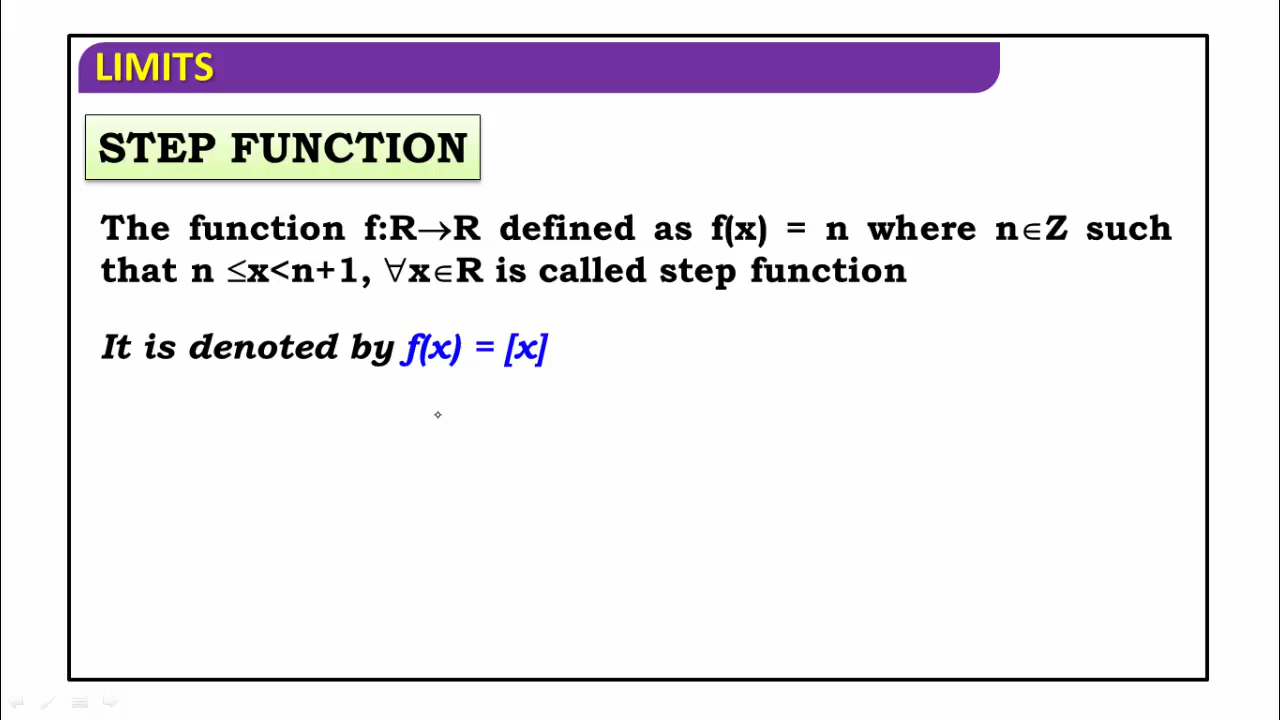 LIMITS
STEP FUNCTION
The function f:R→R defined as f(x) = n where n∈Z such
that n ≤x<n+1, ∀x∈R is called step function
It is denoted by f(x) = [x]